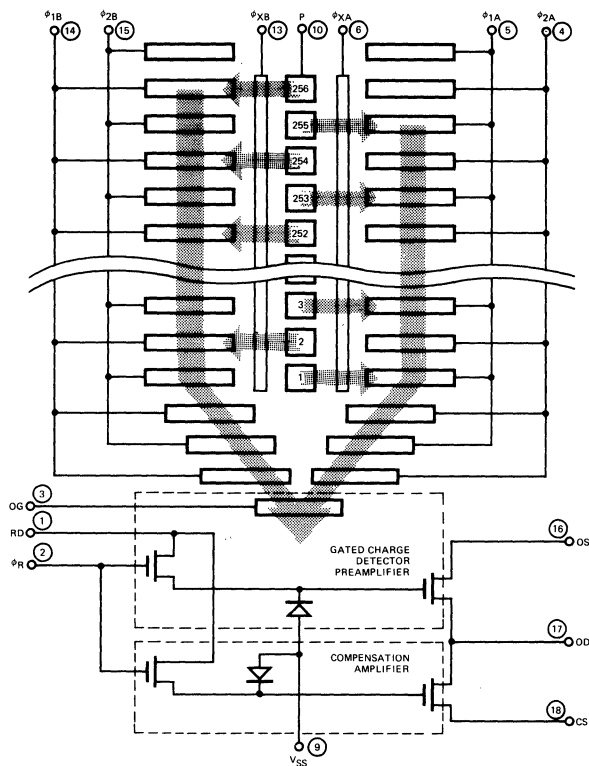 ϕ1B ϕ2B ϕXB P ϕXA ϕ1A ϕ2A
14 15 13 10 6 5 4
256
255
254
253
252
3
2
1
3
OG
1
RD
2
ϕR
GATED CHARGE
DETECTOR
PREAMPLIFIER
16
OS
17
OD
COMPENSATION
AMPLIFIER
18
CS
9
VSS